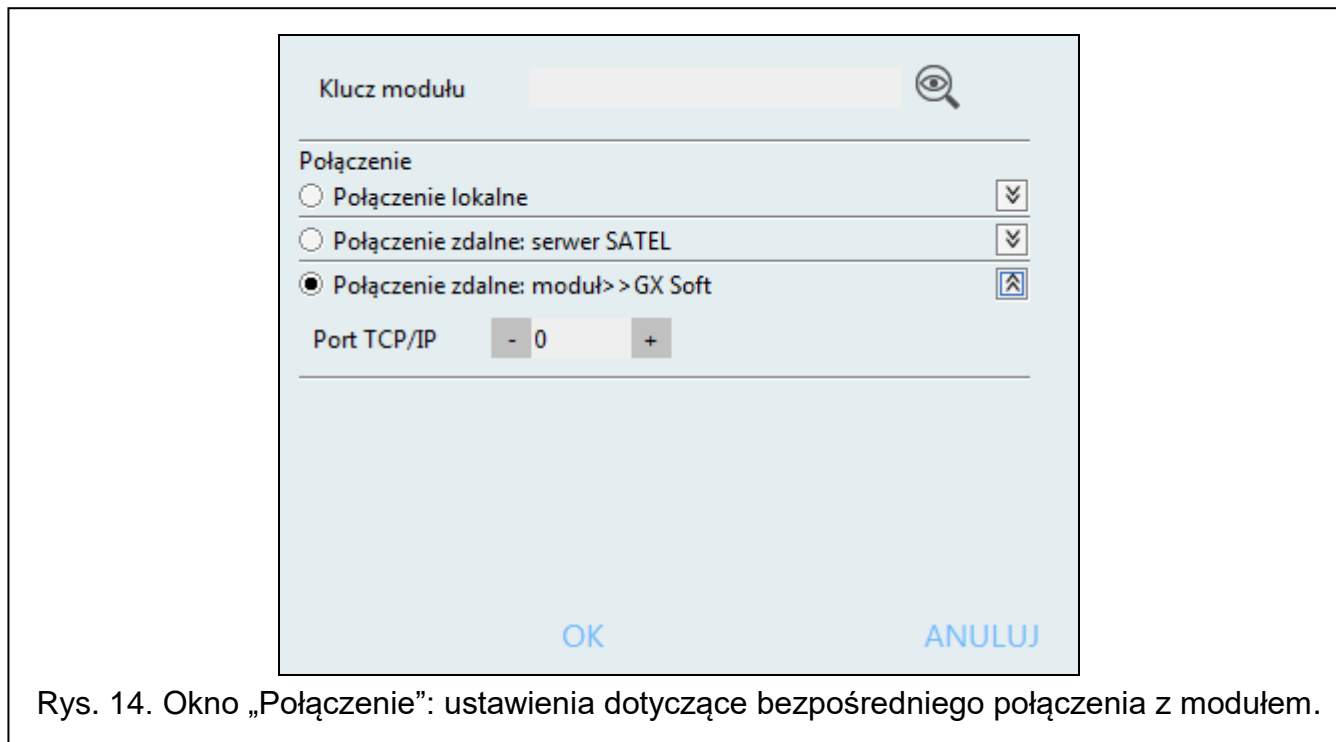 Klucz modułu
Połączenie
Połączenie lokalne
Połączenie zdalne: serwer SATEL
Połączenie zdalne: moduł>>GX Soft
Port TCP/IP - 0 +
OK ANULUJ
Rys. 14. Okno „Połączenie”: ustawienia dotyczące bezpośredniego połączenia z modułem.